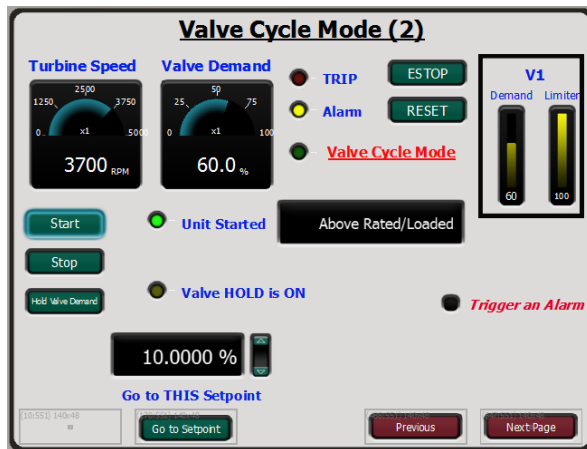 Valve Cycle Mode (2)
Turbine Speed
2500
1250
3750
0
x1
5000
3700 RPM
Valve Demand
50
25
75
0
x1
100
60.0 %
TRIP
Alarm
Valve Cycle Mode
ESTOP
RESET
V1
Demand
Limiter
60
100
Start
Unit Started
Above Rated/Loaded
Stop
Hold Valve Demand
Valve HOLD is ON
Trigger an Alarm
10.0000 %
Go to THIS Setpoint
(10:551) 140x48
Go to Setpoint
Previous
Next Page